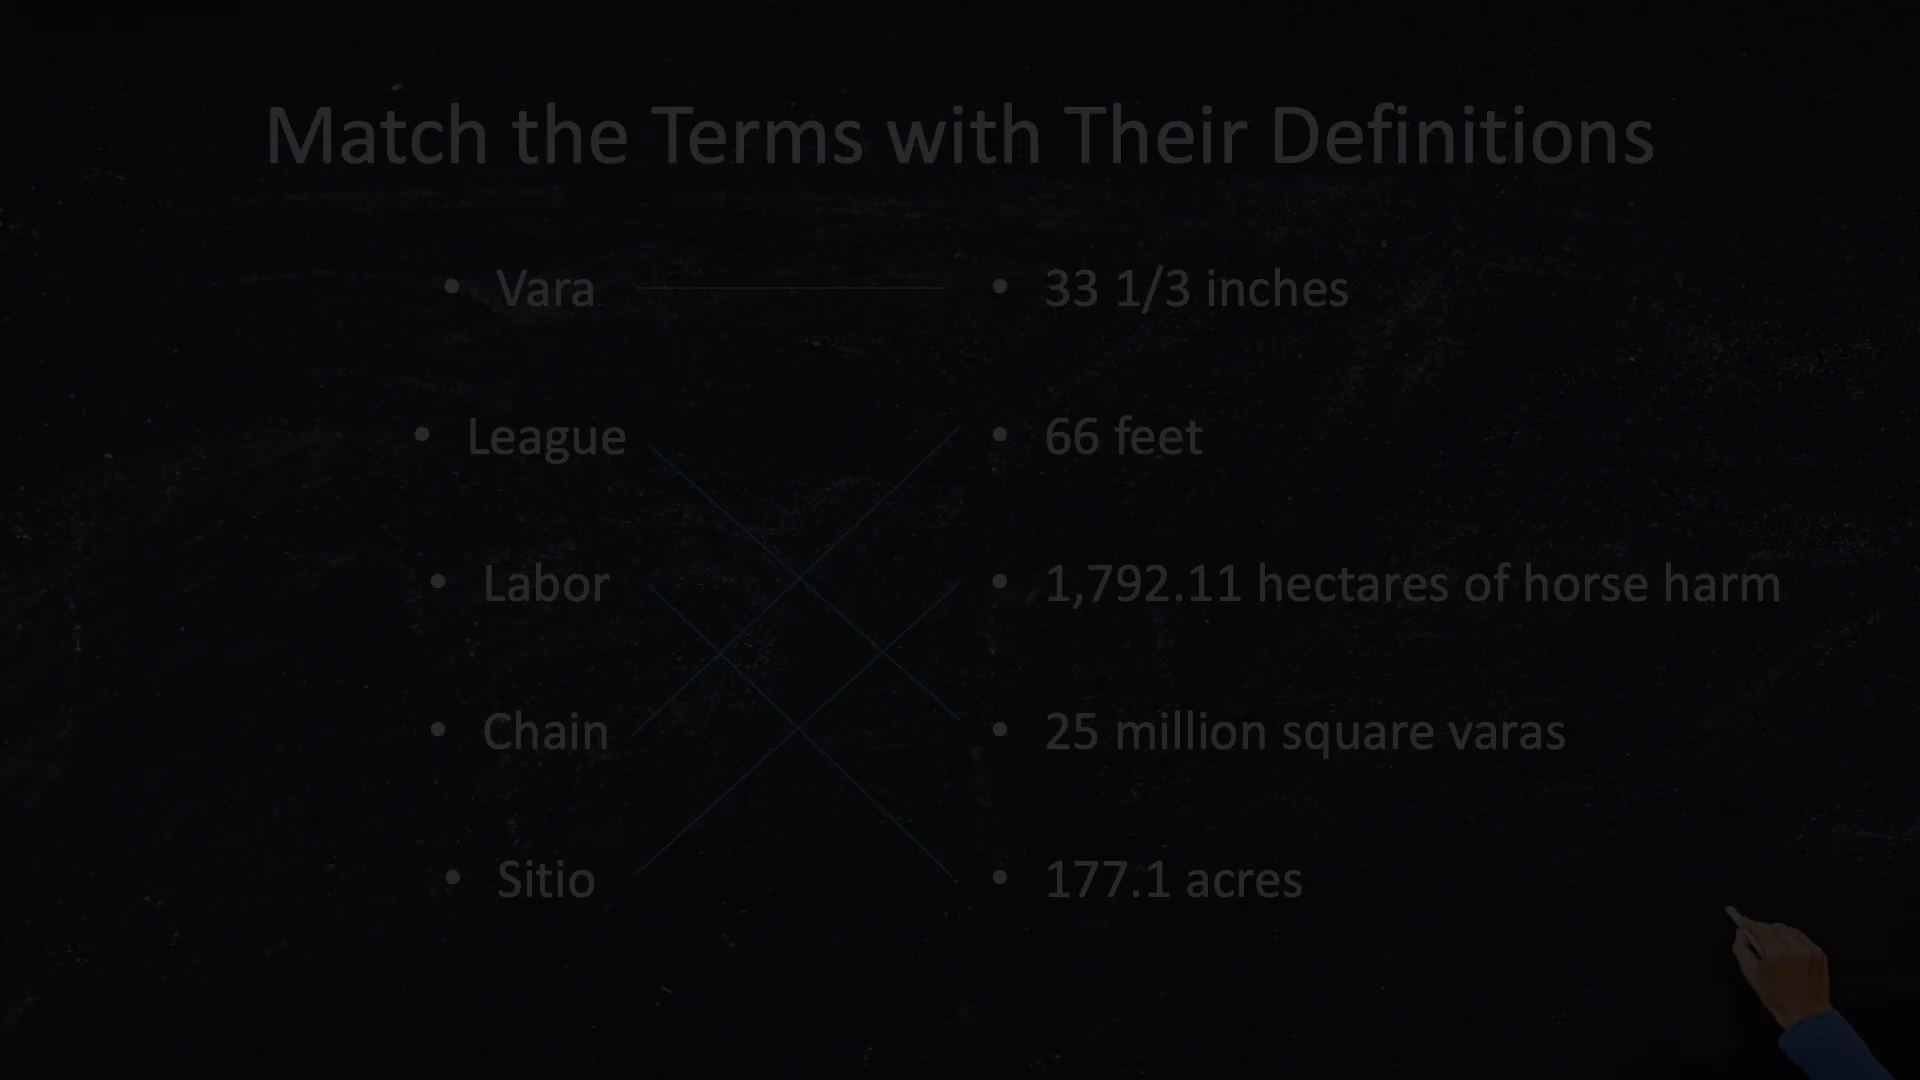 Match the Terms with Their Definitions
• Vara
• 33 1/3 inches
• League
• 66 feet
• Labor
• 1,792.11 hectares of horse harm
• Chain
• 25 million square varas
• Sitio
• 177.1 acres